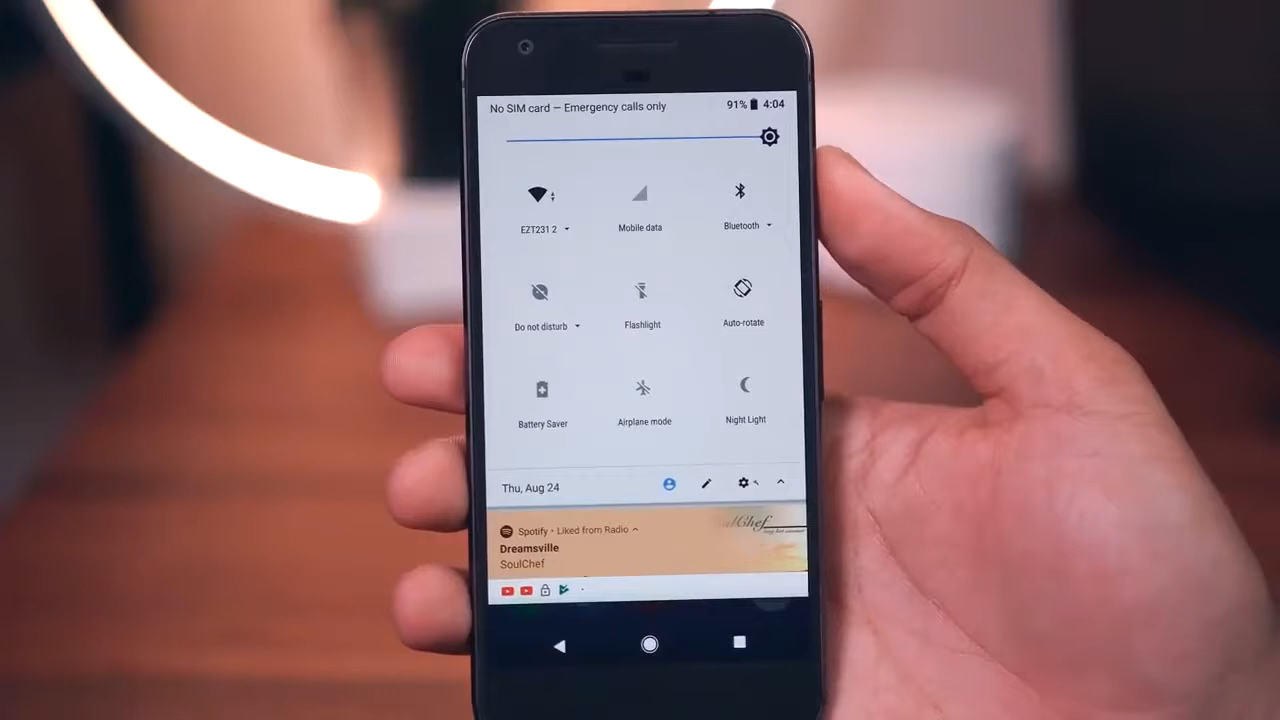 No SIM card — Emergency calls only 91% 4:04
EZT231 2 Mobile data Bluetooth
Do not disturb Flashlight Auto-rotate
Battery Saver Airplane mode Night Light
Thu, Aug 24
Spotify • Liked from Radio
Dreamsville
SoulChef